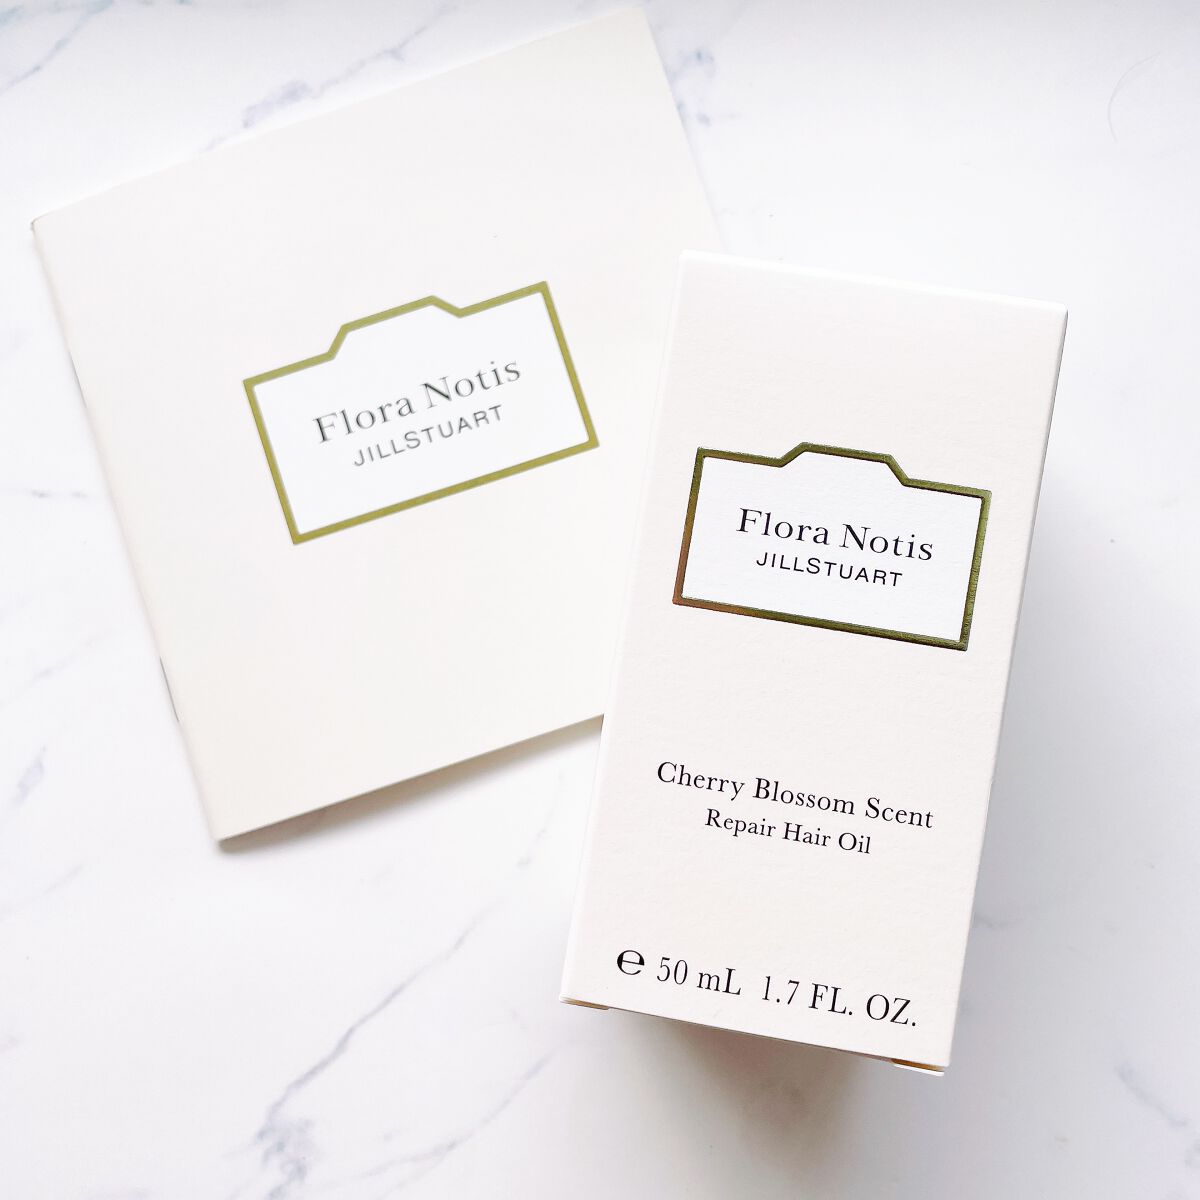 Flora Notis
JILLSTUART
Flora Notis
JILLSTUART
Cherry Blossom Scent
Repair Hair Oil
℮ 50 mL 1.7 FL. OZ.